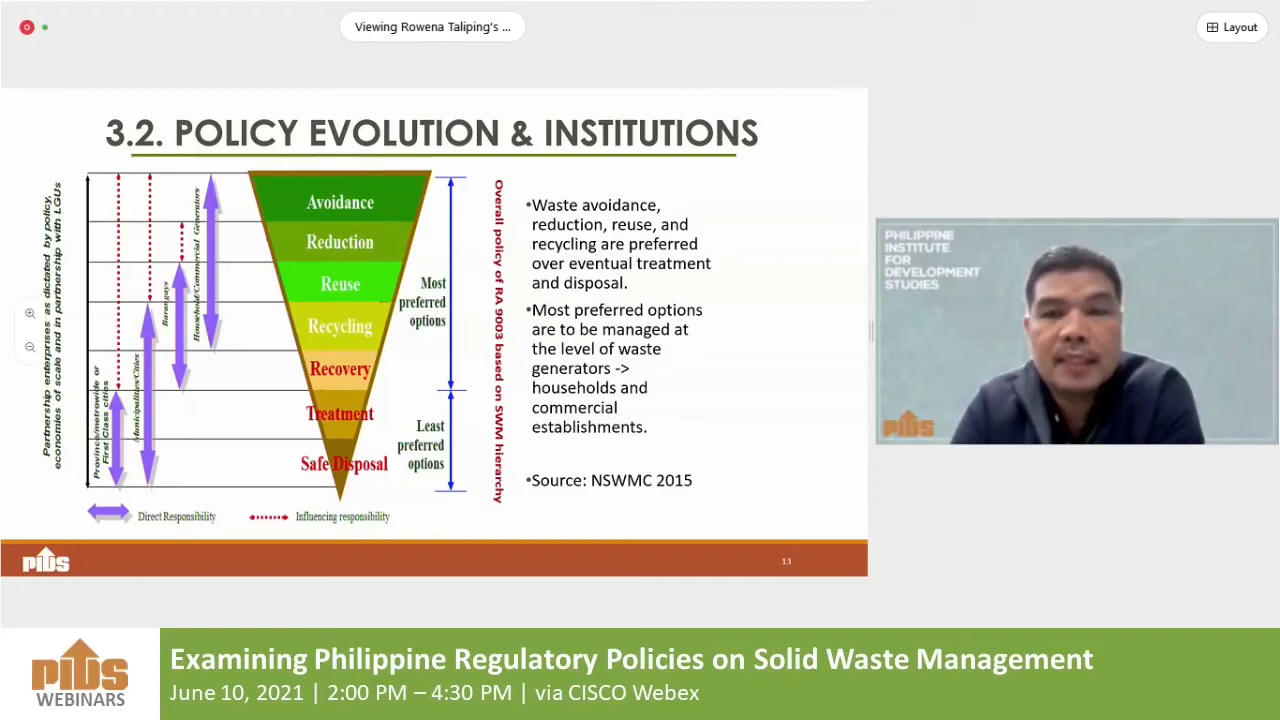 Viewing Rowena Taliping's ...
Layout
3.2. POLICY EVOLUTION & INSTITUTIONS
Partnership enterprises as dictated by policy,
economies of scale and in partnership with LGUs
Province/metrowide or
First Class cities
Municipalities/Cities
Barangays
Household/Commercial Generators
Avoidance
Reduction
Reuse
Recycling
Recovery
Treatment
Safe Disposal
Most
preferred
options
Least
preferred
options
Overall policy of RA 9003 based on SWM hierarchy
•Waste avoidance,
reduction, reuse, and
recycling are preferred
over eventual treatment
and disposal.
•Most preferred options
are to be managed at
the level of waste
generators ->
households and
commercial
establishments.
•Source: NSWMC 2015
Direct Responsibility
Influencing responsibility
PIDS
13
PHILIPPINE
INSTITUTE
FOR
DEVELOPMENT
STUDIES
PIDS
PIDS
WEBINARS
Examining Philippine Regulatory Policies on Solid Waste Management
June 10, 2021 | 2:00 PM – 4:30 PM | via CISCO Webex